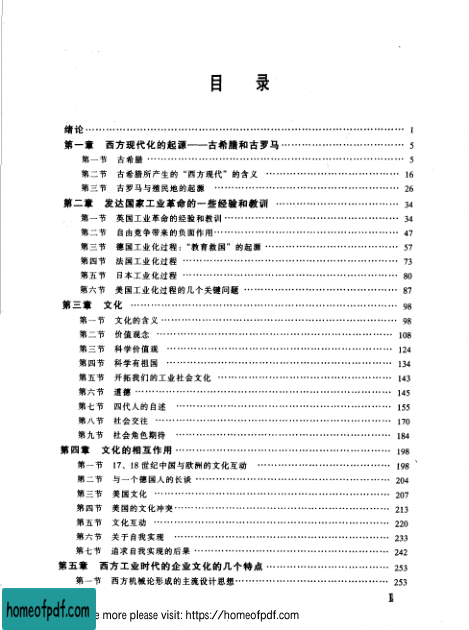 目 录
绪论 1
第一章 西方现代化的起源——古希腊和古罗马 5
第一节 古希腊 5
第二节 古希腊所产生的“西方现代”的含义 16
第三节 古罗马与殖民地的起源 26
第二章 发达国家工业革命的一些经验和教训 34
第一节 英国工业革命的经验和教训 34
第二节 自由竞争带来的负面作用 47
第三节 德国工业化过程：“教育救国”的起源 57
第四节 法国工业化过程 73
第五节 日本工业化过程 80
第六节 美国工业化过程的几个关键问题 87
第三章 文化 98
第一节 文化的含义 98
第二节 价值观念 108
第三节 科学价值观 124
第四节 科学有祖国 134
第五节 开拓我们的工业社会文化 143
第六节 道德 145
第七节 四代人的自述 155
第八节 社会交往 170
第九节 社会角色期待 184
第四章 文化的相互作用 198
第一节 17、18世纪中国与欧洲的文化互动 198
第二节 与一个德国人的长谈 204
第三节 美国文化 207
第四节 美国的文化冲突 213
第五节 文化互动 220
第六节 关于自我实现 233
第七节 追求自我实现的后果 242
第五章 西方工业时代的企业文化的几个特点 253
第一节 西方机械论形成的主流设计思想 253
homeofpdf.com
e more please visit: https://homeofpdf.com